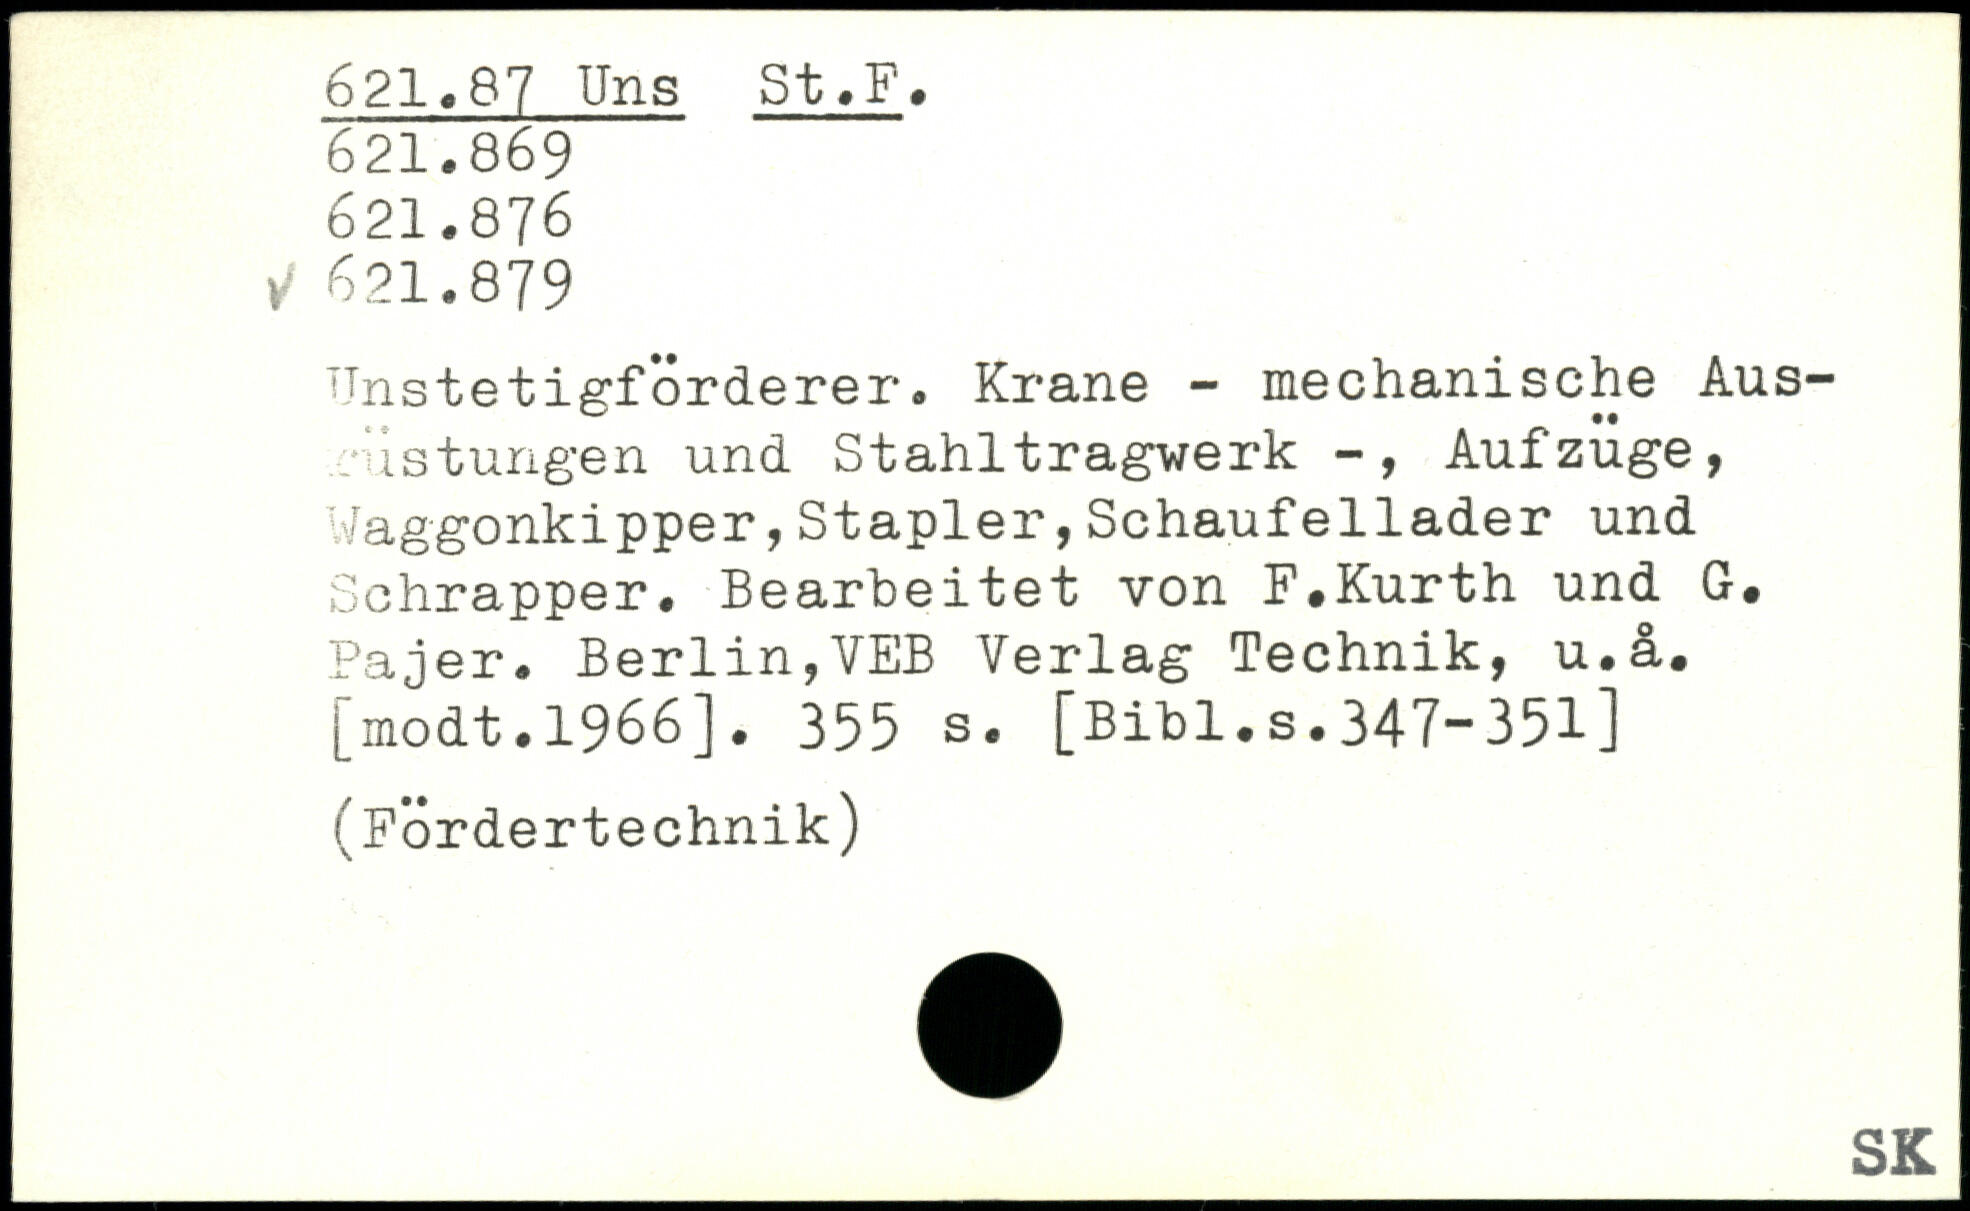 621.87 Uns St.F.
621.869
621.876
✓ 621.879
Unstetigförderer. Krane - mechanische Aus-
rüstungen und Stahltragwerk -, Aufzüge,
Waggonkipper,Stapler,Schaufellader und
Schrapper. Bearbeitet von F.Kurth und G.
Pajer. Berlin,VEB Verlag Technik, u.å.
[modt.1966]. 355 s. [Bibl.s.347-351]
(Fördertechnik)
SK